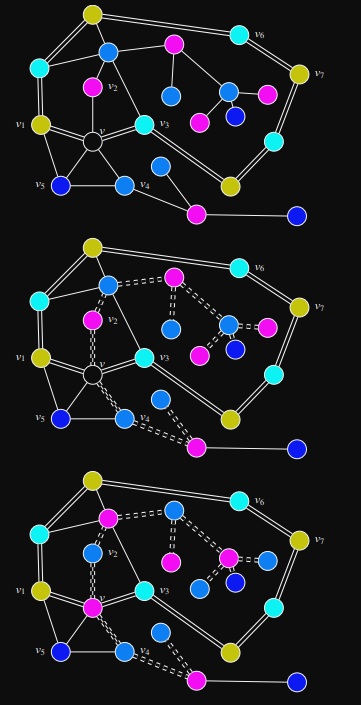 v₆
v₇
v₂
v₁ v v₃
v₅ v₄
v₆
v₇
v₂
v₁ v v₃
v₅ v₄
v₆
v₇
v₂
v₁ v v₃
v₅ v₄